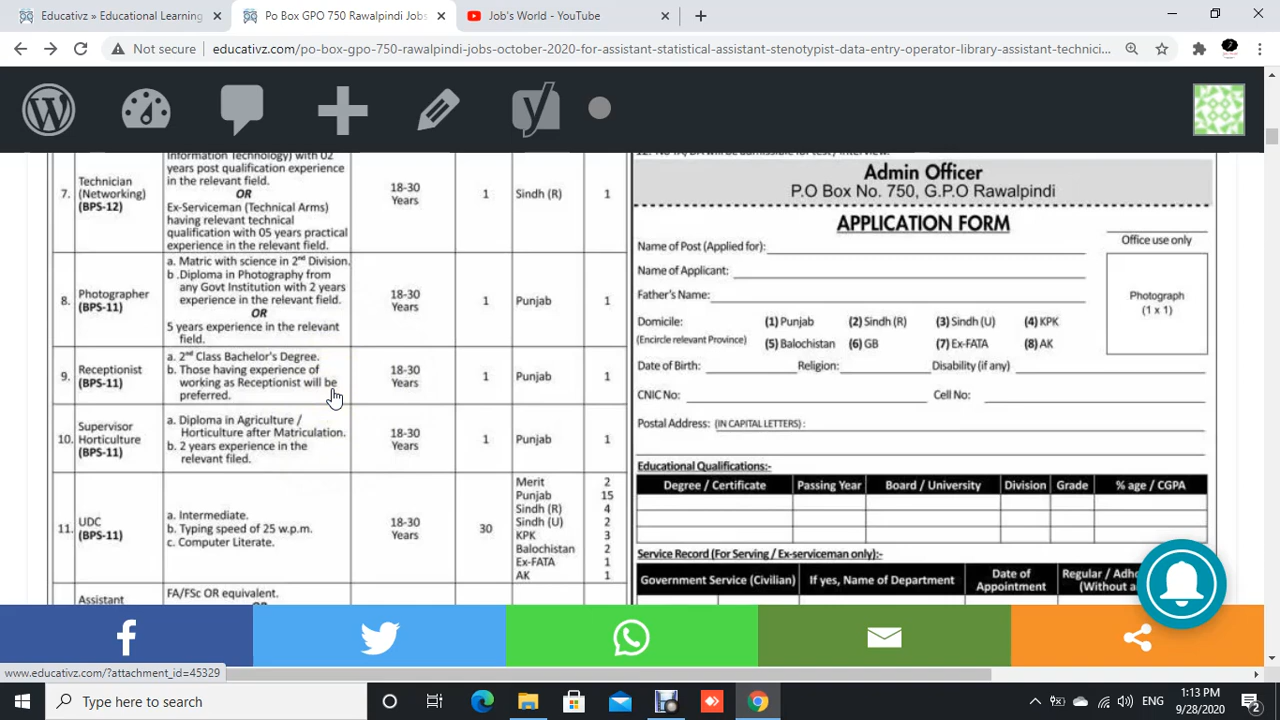 Educativz » Educational Learning
Po Box GPO 750 Rawalpindi Jobs
Job's World - YouTube
Not secure
educativz.com/po-box-gpo-750-rawalpindi-jobs-october-2020-for-assistant-statistical-assistant-stenotypist-data-entry-operator-library-assistant-technici...
Information Technology) with 02
years post qualification experience
in the relevant field.
OR
Ex-Serviceman (Technical Arms)
having relevant technical
qualification with 05 years practical
experience in the relevant field.
7.
Technician
(Networking)
(BPS-12)
18-30
Years
1
Sindh (R)
1
8.
Photographer
(BPS-11)
a. Matric with science in 2nd Division.
b .Diploma in Photography from
any Govt Institution with 2 years
experience in the relevant field.
OR
5 years experience in the relevant
field.
18-30
Years
1
Punjab
1
9.
Receptionist
(BPS-11)
a. 2nd Class Bachelor's Degree.
b. Those having experience of
working as Receptionist will be
preferred.
18-30
Years
1
Punjab
1
10.
Supervisor
Horticulture
(BPS-11)
a. Diploma in Agriculture /
Horticulture after Matriculation.
b. 2 years experience in the
relevant filed.
18-30
Years
1
Punjab
1
11.
UDC
(BPS-11)
a. Intermediate.
b. Typing speed of 25 w.p.m.
c. Computer Literate.
18-30
Years
30
Merit 2
Punjab 15
Sindh (R) 4
Sindh (U) 2
KPK 3
Balochistan 2
Ex-FATA 1
AK 1
Assistant
FA/FSc OR equivalent.
Admin Officer
P.O Box No. 750, G.P.O Rawalpindi
APPLICATION FORM
Office use only
Name of Post (Applied for):
Name of Applicant:
Father's Name:
Photograph
(1 x 1)
Domicile: (1) Punjab (2) Sindh (R) (3) Sindh (U) (4) KPK
(Encircle relevant Province) (5) Balochistan (6) GB (7) Ex-FATA (8) AK
Date of Birth: Religion: Disability (if any)
CNIC No: Cell No:
Postal Address: (IN CAPITAL LETTERS) :
Educational Qualifications:-
Degree / Certificate Passing Year Board / University Division Grade % age / CGPA
Service Record (For Serving / Ex-serviceman only):-
Government Service (Civilian) If yes, Name of Department Date of
Appointment Regular / Adho
(Without a
www.educativz.com/?attachment_id=45329
Type here to search
ENG
1:13 PM
9/28/2020
2